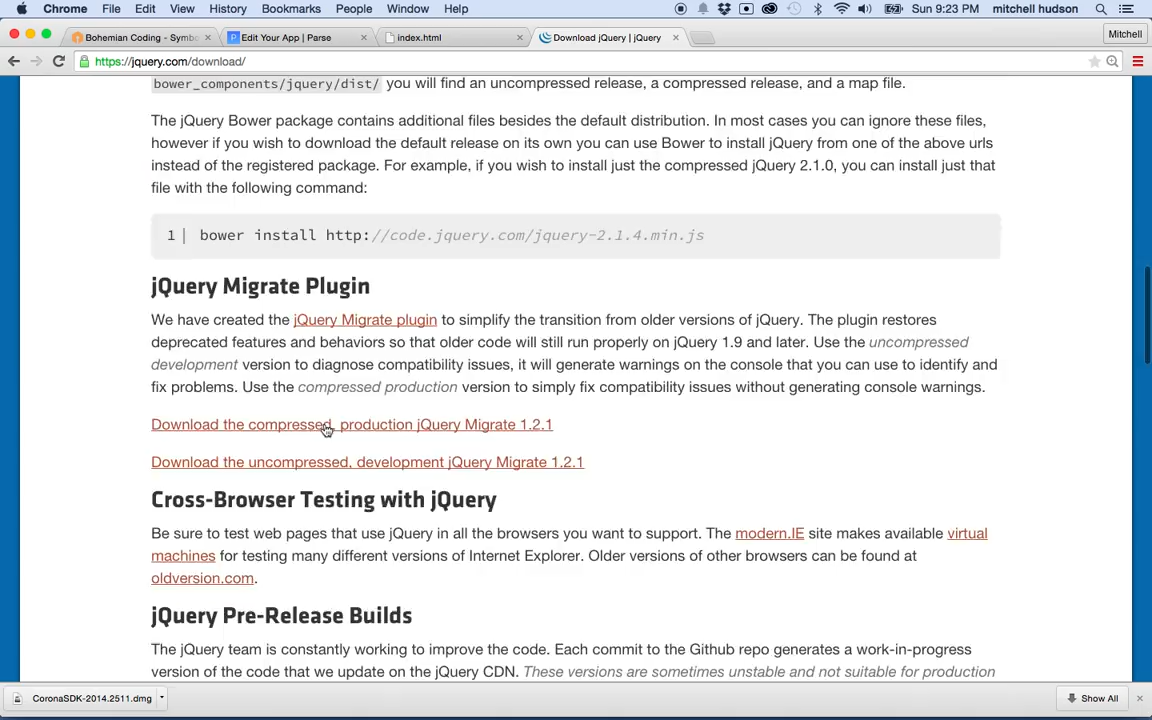 Chrome File Edit View History Bookmarks People Window Help Sun 9:23 PM mitchell hudson
Bohemian Coding - Symbo Edit Your App | Parse index.html Download jQuery | jQuery Mitchell
https://jquery.com/download/
bower_components/jquery/dist/ you will find an uncompressed release, a compressed release, and a map file.
The jQuery Bower package contains additional files besides the default distribution. In most cases you can ignore these files,
however if you wish to download the default release on its own you can use Bower to install jQuery from one of the above urls
instead of the registered package. For example, if you wish to install just the compressed jQuery 2.1.0, you can install just that
file with the following command:
1 bower install http://code.jquery.com/jquery-2.1.4.min.js
jQuery Migrate Plugin
We have created the jQuery Migrate plugin to simplify the transition from older versions of jQuery. The plugin restores
deprecated features and behaviors so that older code will still run properly on jQuery 1.9 and later. Use the uncompressed
development version to diagnose compatibility issues, it will generate warnings on the console that you can use to identify and
fix problems. Use the compressed production version to simply fix compatibility issues without generating console warnings.
Download the compressed, production jQuery Migrate 1.2.1
Download the uncompressed, development jQuery Migrate 1.2.1
Cross-Browser Testing with jQuery
Be sure to test web pages that use jQuery in all the browsers you want to support. The modern.IE site makes available virtual
machines for testing many different versions of Internet Explorer. Older versions of other browsers can be found at
oldversion.com.
jQuery Pre-Release Builds
The jQuery team is constantly working to improve the code. Each commit to the Github repo generates a work-in-progress
version of the code that we update on the jQuery CDN. These versions are sometimes unstable and not suitable for production
CoronaSDK-2014.2511.dmg Show All